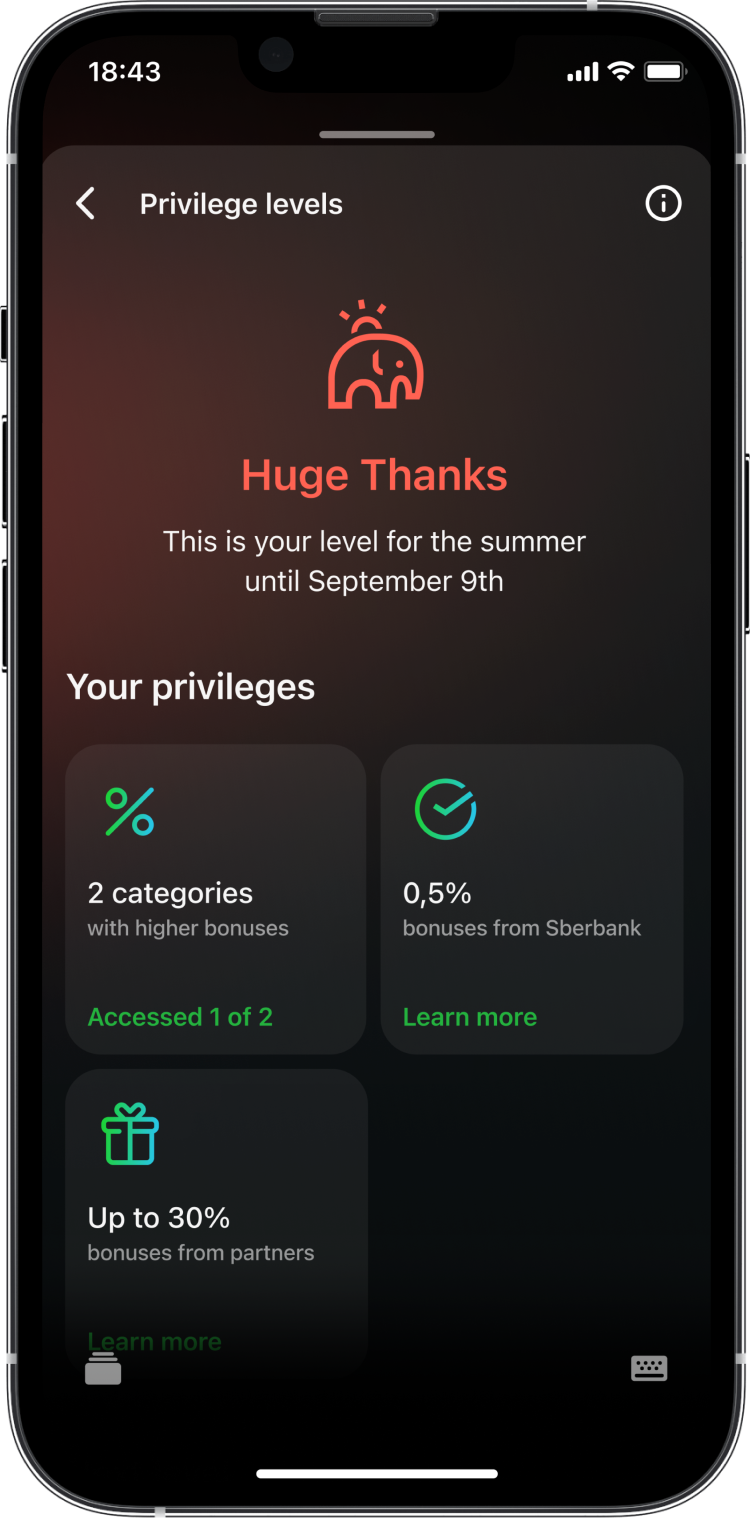 18:43
Privilege levels
Huge Thanks
This is your level for the summer
until September 9th
Your privileges
2 categories
with higher bonuses
Accessed 1 of 2
0,5%
bonuses from Sberbank
Learn more
Up to 30%
bonuses from partners
Learn more